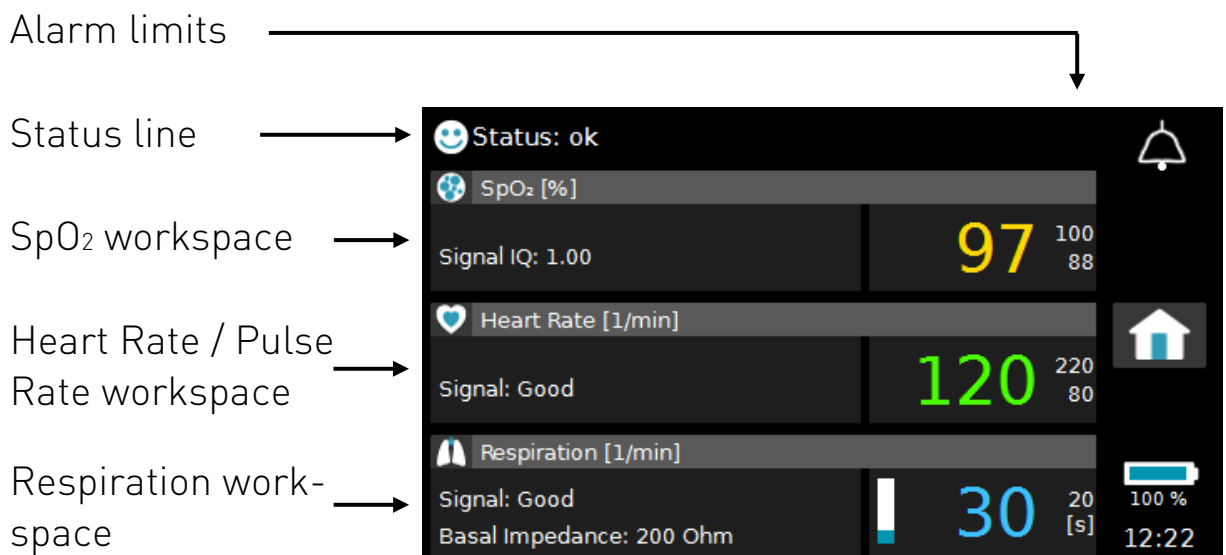 Alarm limits
Status line
SpO₂ workspace
Heart Rate / Pulse
Rate workspace
Respiration work-
space
Status: ok
SpO₂ [%]
Signal IQ: 1.00
97
100
88
Heart Rate [1/min]
Signal: Good
120
220
80
Respiration [1/min]
Signal: Good
Basal Impedance: 200 Ohm
30
20
[s]
100 %
12:22